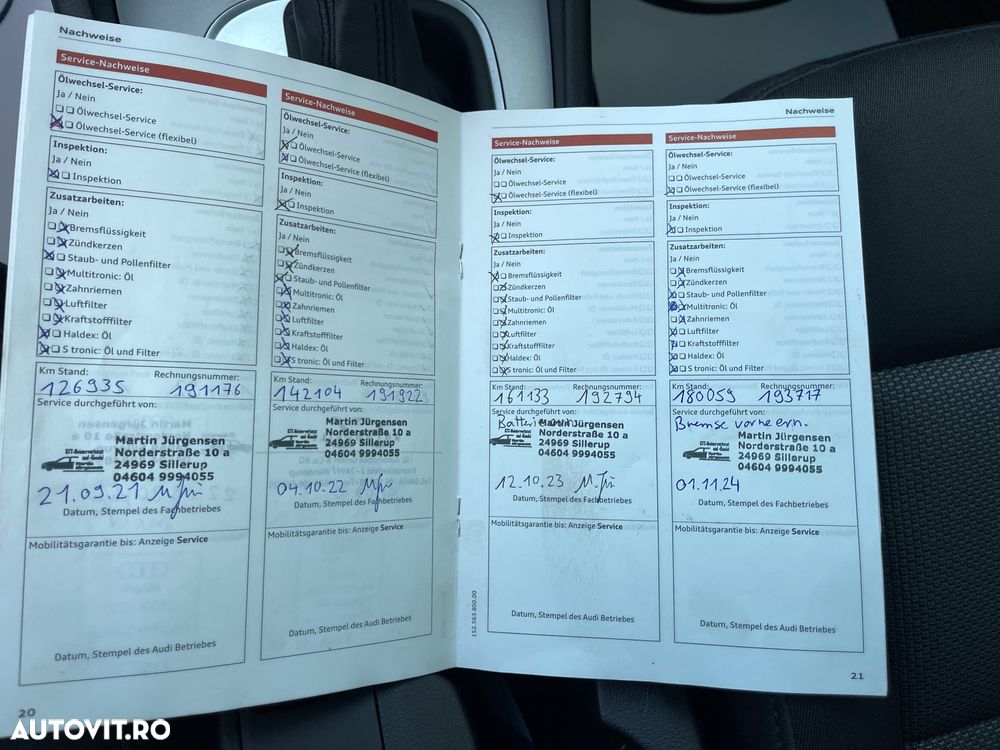 Nachweise
Service-Nachweise
Ölwechsel-Service:
Ja / Nein
Ölwechsel-Service
Ölwechsel-Service (flexibel)
Inspektion:
Ja / Nein
Inspektion
Zusatzarbeiten:
Ja / Nein
Bremsflüssigkeit
Zündkerzen
Staub- und Pollenfilter
Multitronic: Öl
Zahnriemen
Luftfilter
Kraftstofffilter
Haldex: Öl
S tronic: Öl und Filter
Km Stand: Rechnungsnummer:
126935 191176
Service durchgeführt von:
Martin Jürgensen
Norderstraße 10 a
24969 Sillerup
04604 9994055
21.09.21
Datum, Stempel des Fachbetriebes
Mobilitätsgarantie bis: Anzeige Service
Datum, Stempel des Audi Betriebes
20
Service-Nachweise
Ölwechsel-Service:
Ja / Nein
Ölwechsel-Service
Ölwechsel-Service (flexibel)
Inspektion:
Ja / Nein
Inspektion
Zusatzarbeiten:
Ja / Nein
Bremsflüssigkeit
Zündkerzen
Staub- und Pollenfilter
Multitronic: Öl
Zahnriemen
Luftfilter
Kraftstofffilter
Haldex: Öl
S tronic: Öl und Filter
Km Stand: Rechnungsnummer:
142104 191922
Service durchgeführt von:
Martin Jürgensen
Norderstraße 10 a
24969 Sillerup
04604 9994055
04.10.22
Datum, Stempel des Fachbetriebes
Mobilitätsgarantie bis: Anzeige Service
Datum, Stempel des Audi Betriebes
Nachweise
Service-Nachweise
Ölwechsel-Service:
Ja / Nein
Ölwechsel-Service
Ölwechsel-Service (flexibel)
Inspektion:
Ja / Nein
Inspektion
Zusatzarbeiten:
Ja / Nein
Bremsflüssigkeit
Zündkerzen
Staub- und Pollenfilter
Multitronic: Öl
Zahnriemen
Luftfilter
Kraftstofffilter
Haldex: Öl
S tronic: Öl und Filter
Km Stand: Rechnungsnummer:
161133 192794
Service durchgeführt von:
Batterie ern.
Martin Jürgensen
Norderstraße 10 a
24969 Sillerup
04604 9994055
12.10.23
Datum, Stempel des Fachbetriebes
Mobilitätsgarantie bis: Anzeige Service
Datum, Stempel des Audi Betriebes
152.563.850.00
Service-Nachweise
Ölwechsel-Service:
Ja / Nein
Ölwechsel-Service
Ölwechsel-Service (flexibel)
Inspektion:
Ja / Nein
Inspektion
Zusatzarbeiten:
Ja / Nein
Bremsflüssigkeit
Zündkerzen
Staub- und Pollenfilter
Multitronic: Öl
Zahnriemen
Luftfilter
Kraftstofffilter
Haldex: Öl
S tronic: Öl und Filter
Km Stand: Rechnungsnummer:
180059 193717
Service durchgeführt von:
Bremse vorne ern.
Martin Jürgensen
Norderstraße 10 a
24969 Sillerup
04604 9994055
01.11.24
Datum, Stempel des Fachbetriebes
Mobilitätsgarantie bis: Anzeige Service
Datum, Stempel des Audi Betriebes
21
AUTOVIT.RO